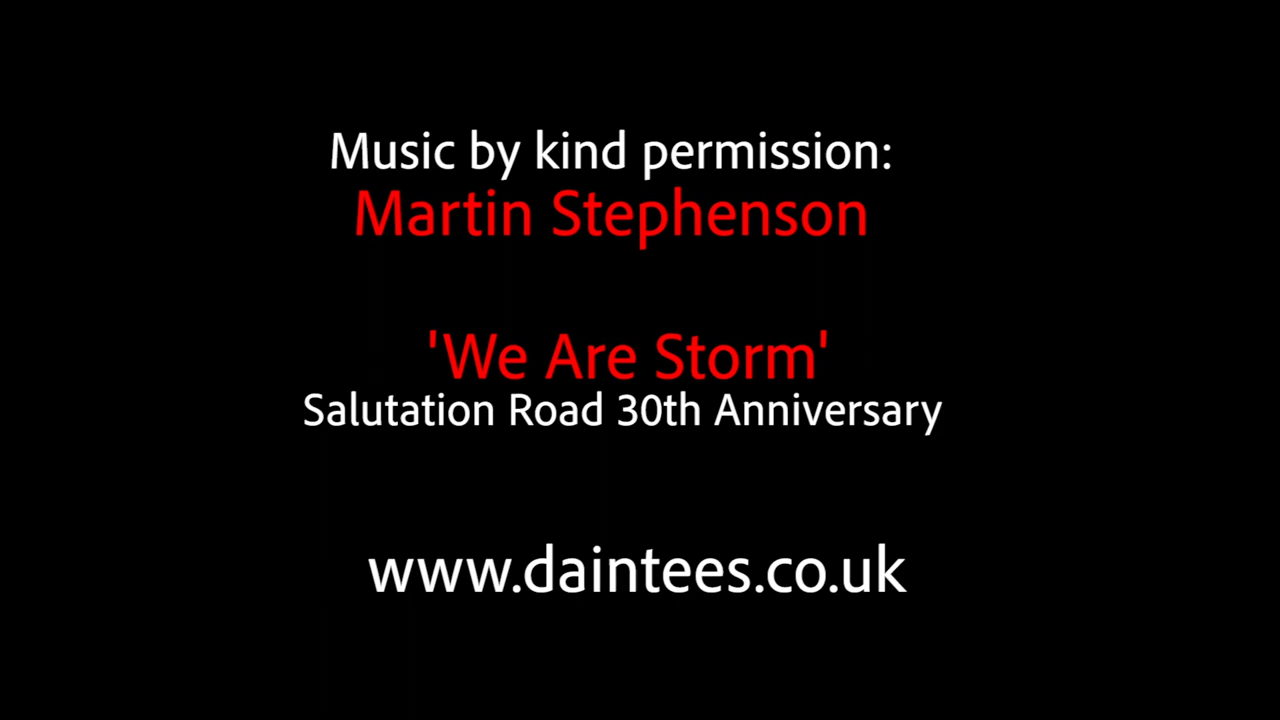 Music by kind permission:
Martin Stephenson
'We Are Storm'
Salutation Road 30th Anniversary
www.daintees.co.uk